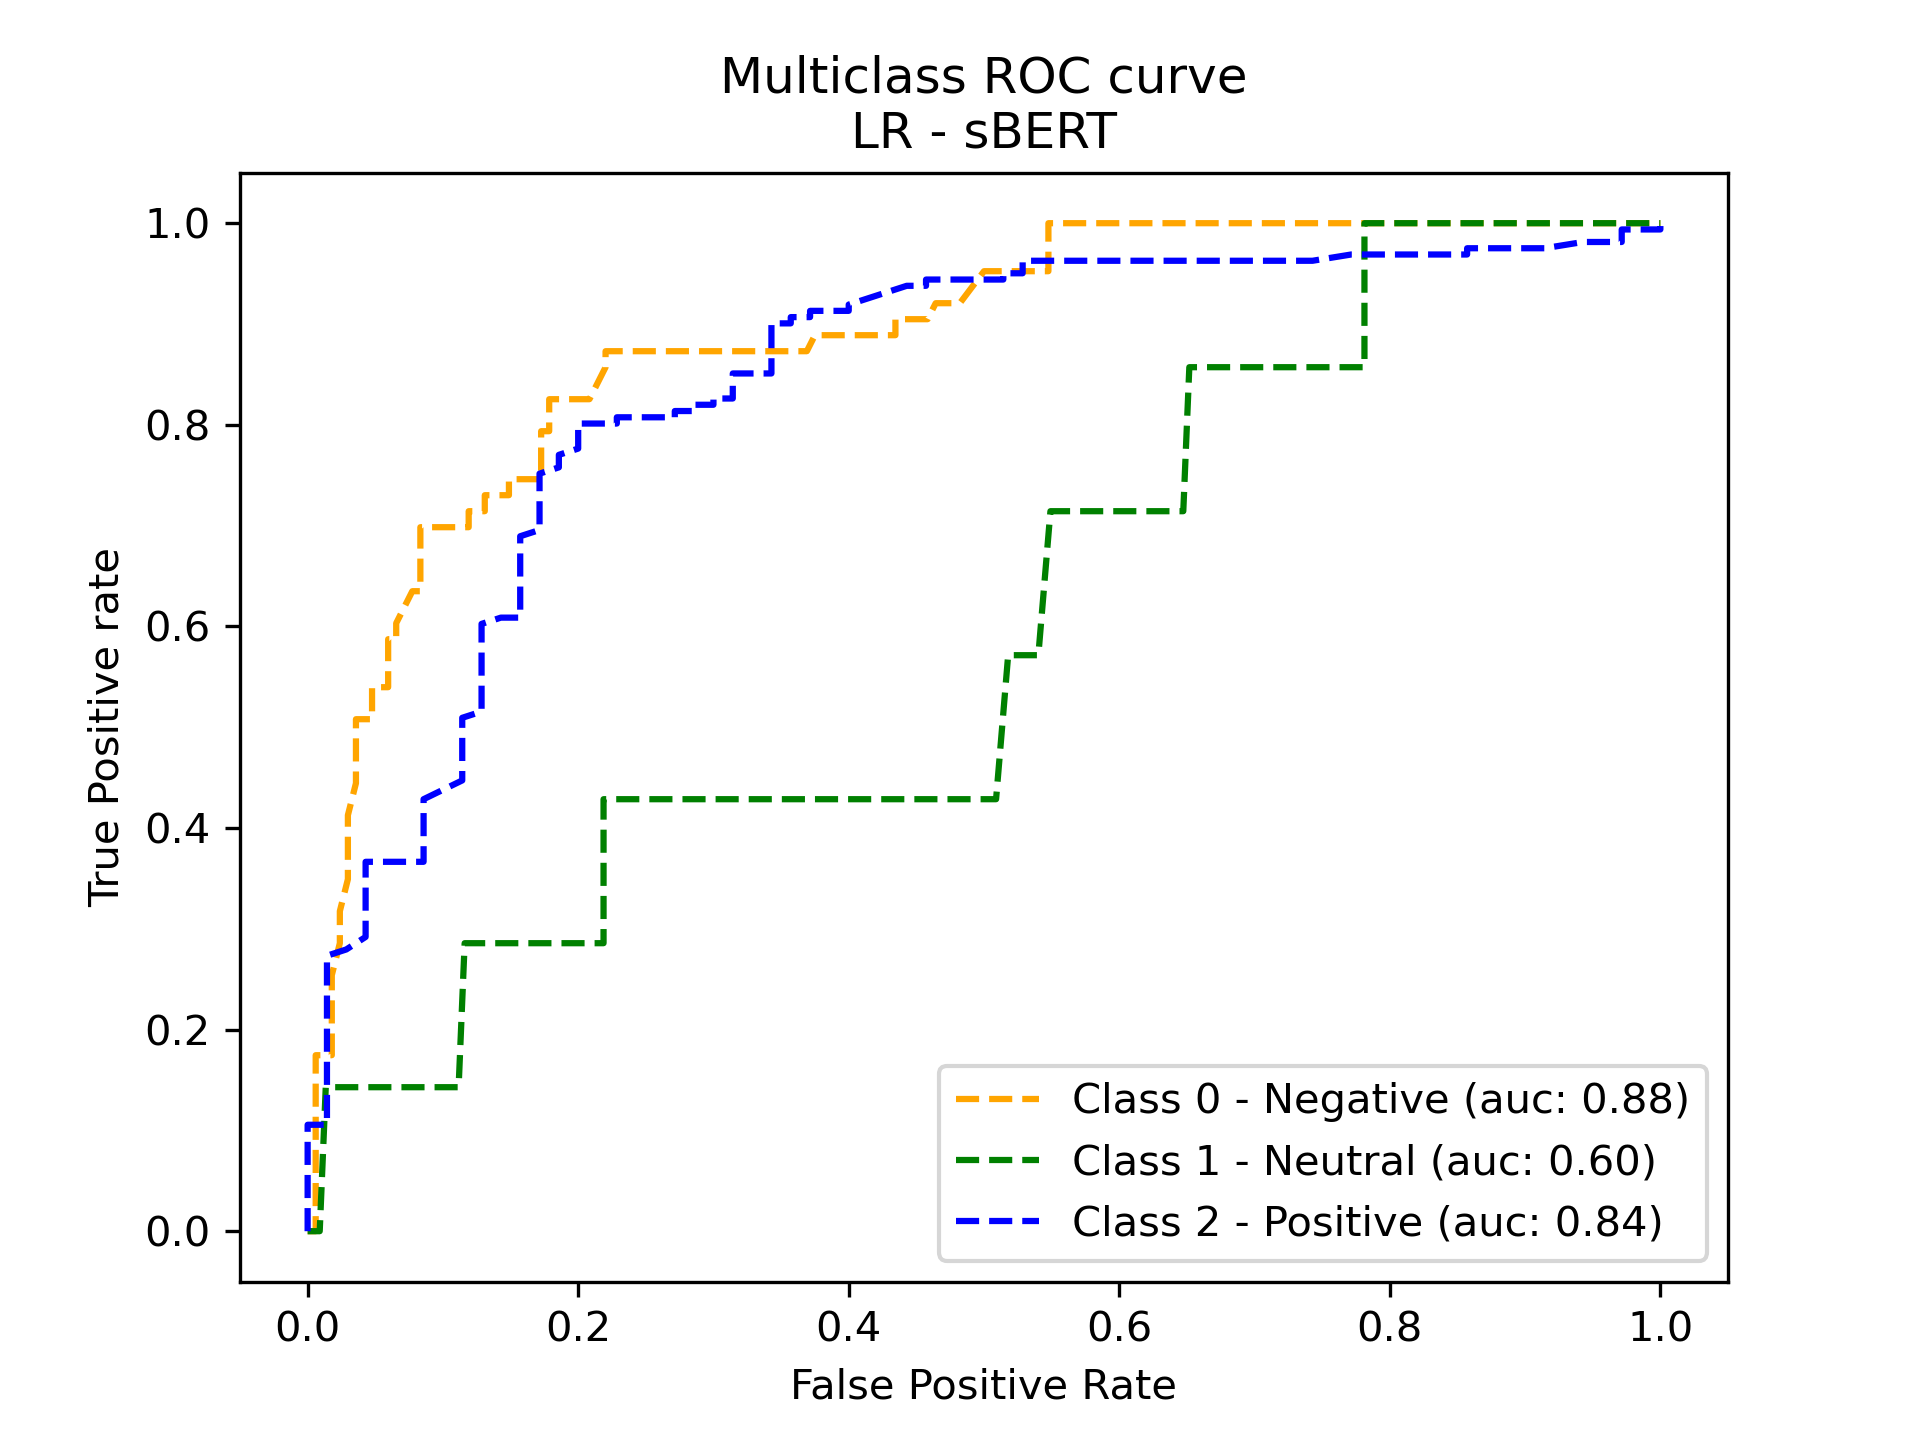 Multiclass ROC curve
LR - sBERT
True Positive rate
1.0
0.8
0.6
0.4
0.2
0.0
Class 0 - Negative (auc: 0.88)
Class 1 - Neutral (auc: 0.60)
Class 2 - Positive (auc: 0.84)
0.0 0.2 0.4 0.6 0.8 1.0
False Positive Rate